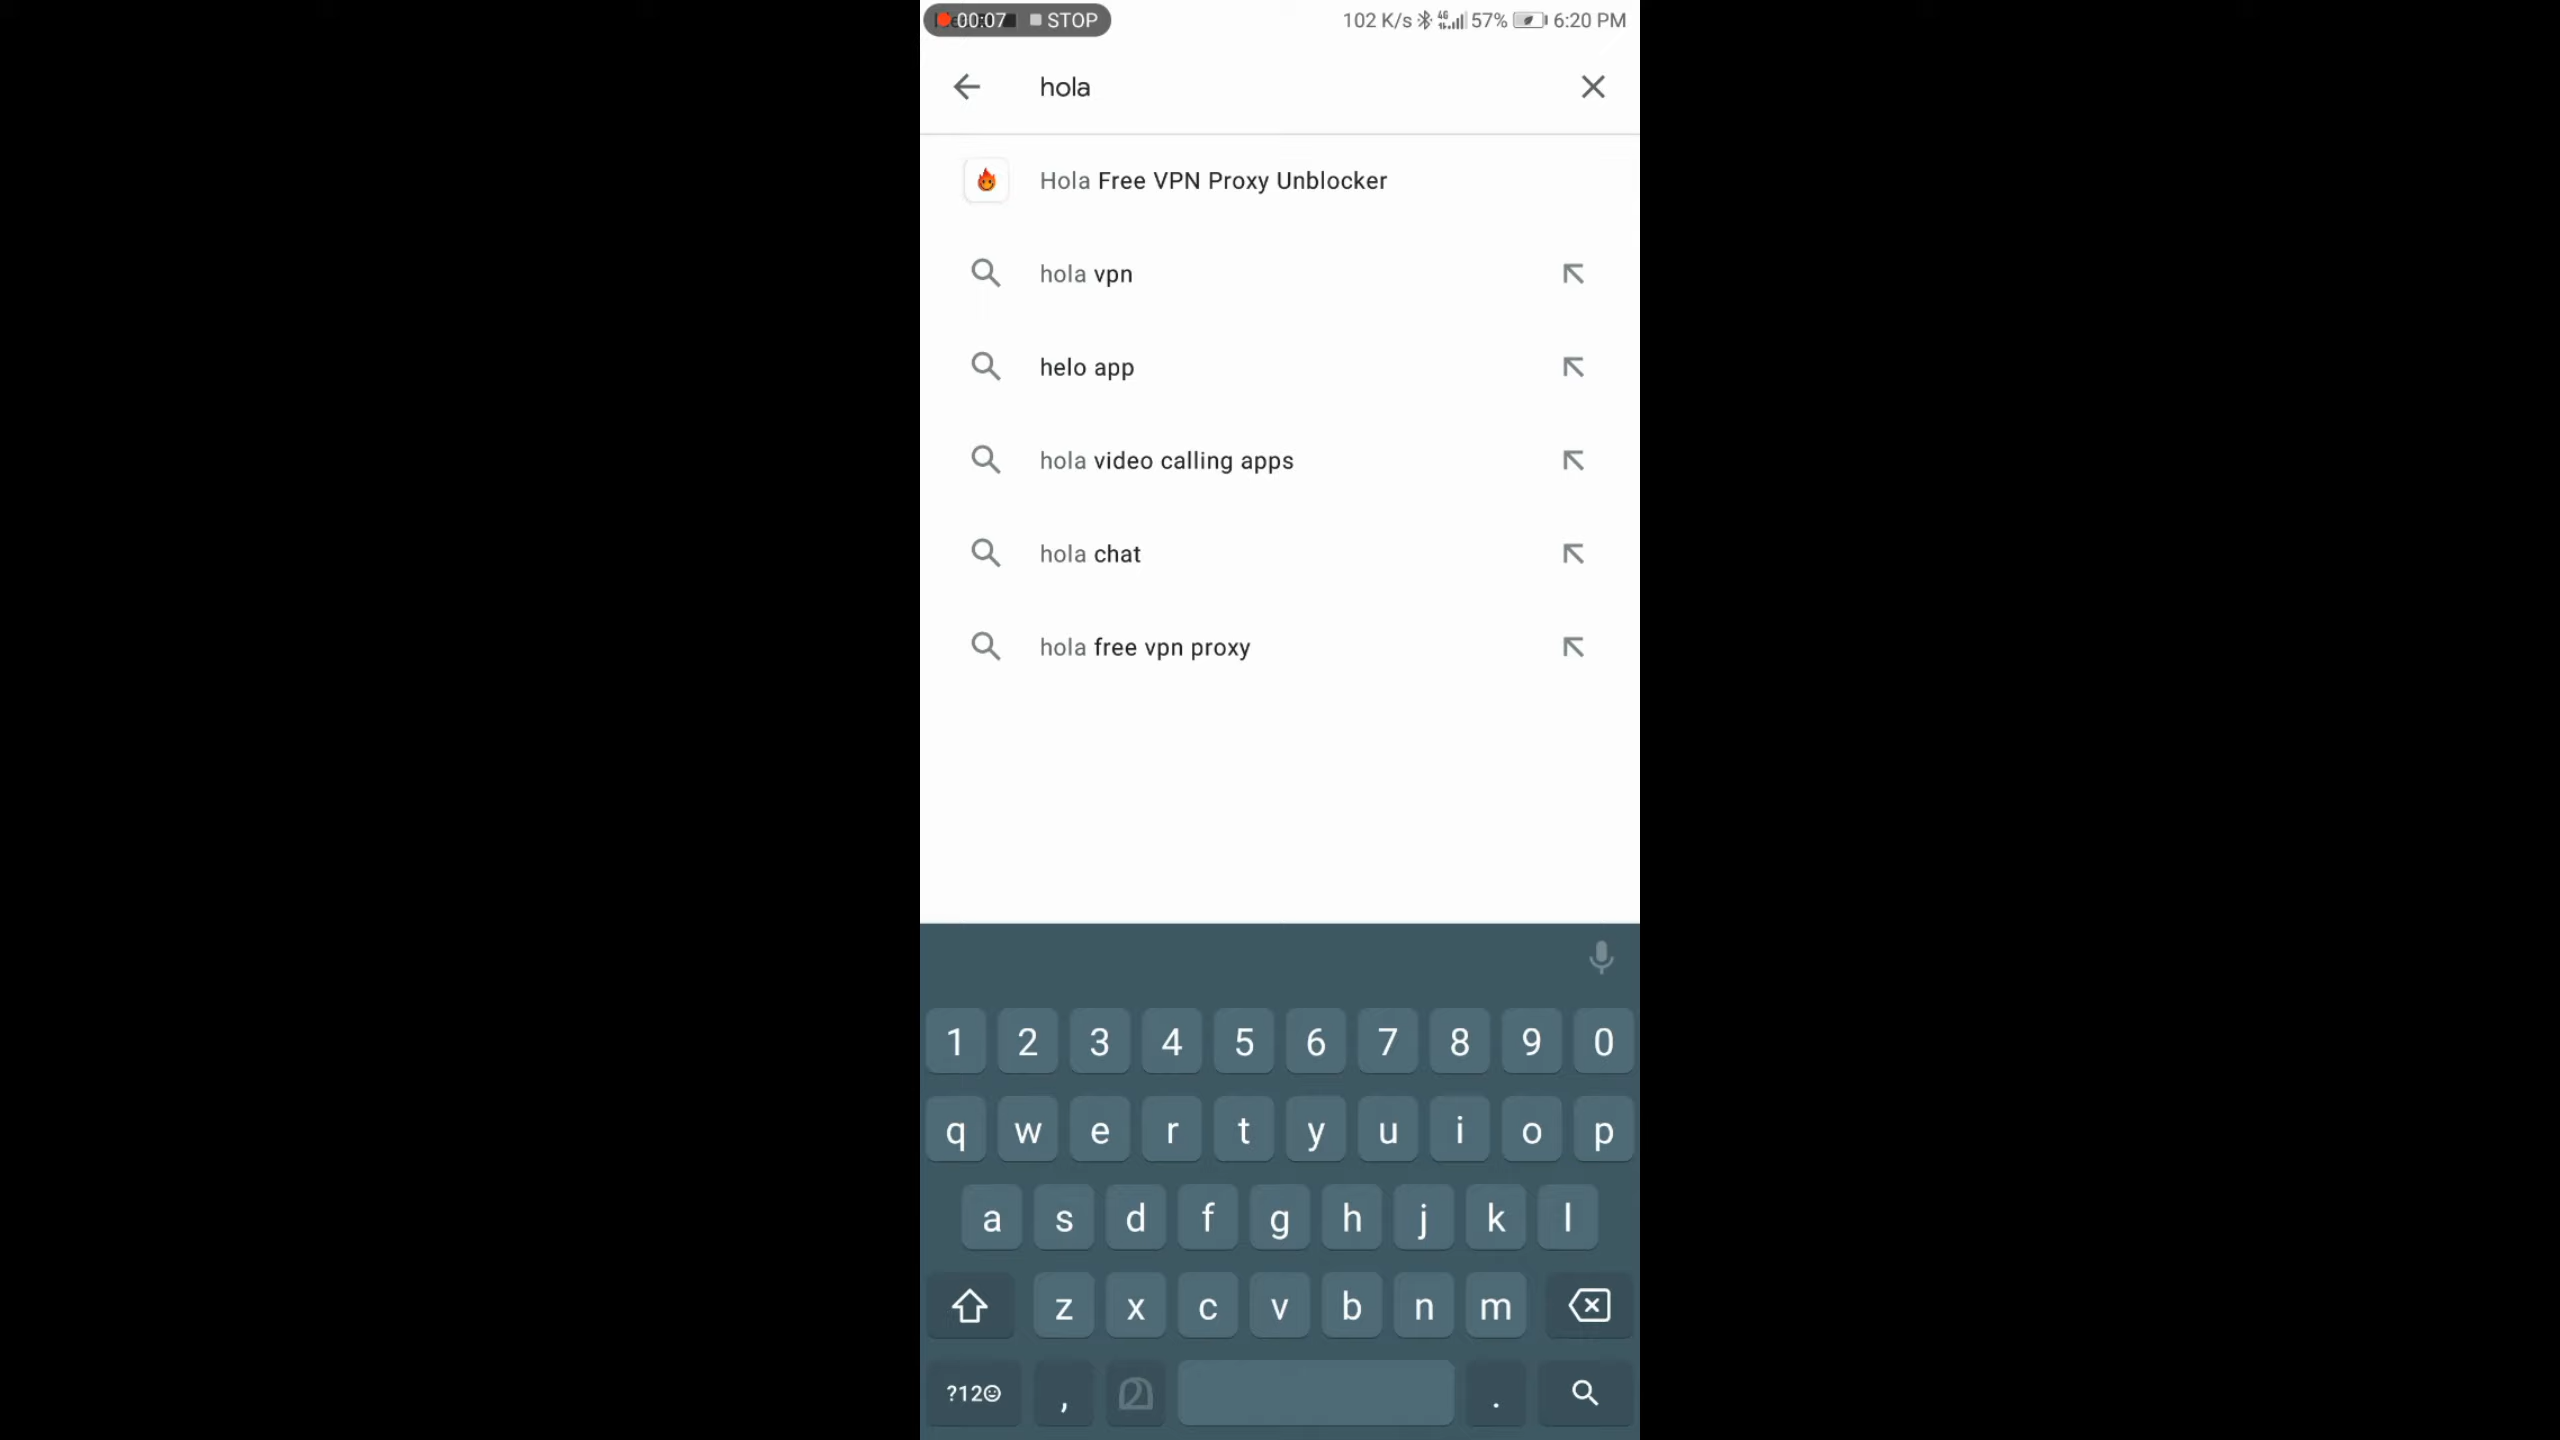 00:07 STOP 102 K/s 57% 6:20 PM
hola
Hola Free VPN Proxy Unblocker
hola vpn
helo app
hola video calling apps
hola chat
hola free vpn proxy
1 2 3 4 5 6 7 8 9 0
q w e r t y u i o p
a s d f g h j k l
z x c v b n m
?12 , മ .